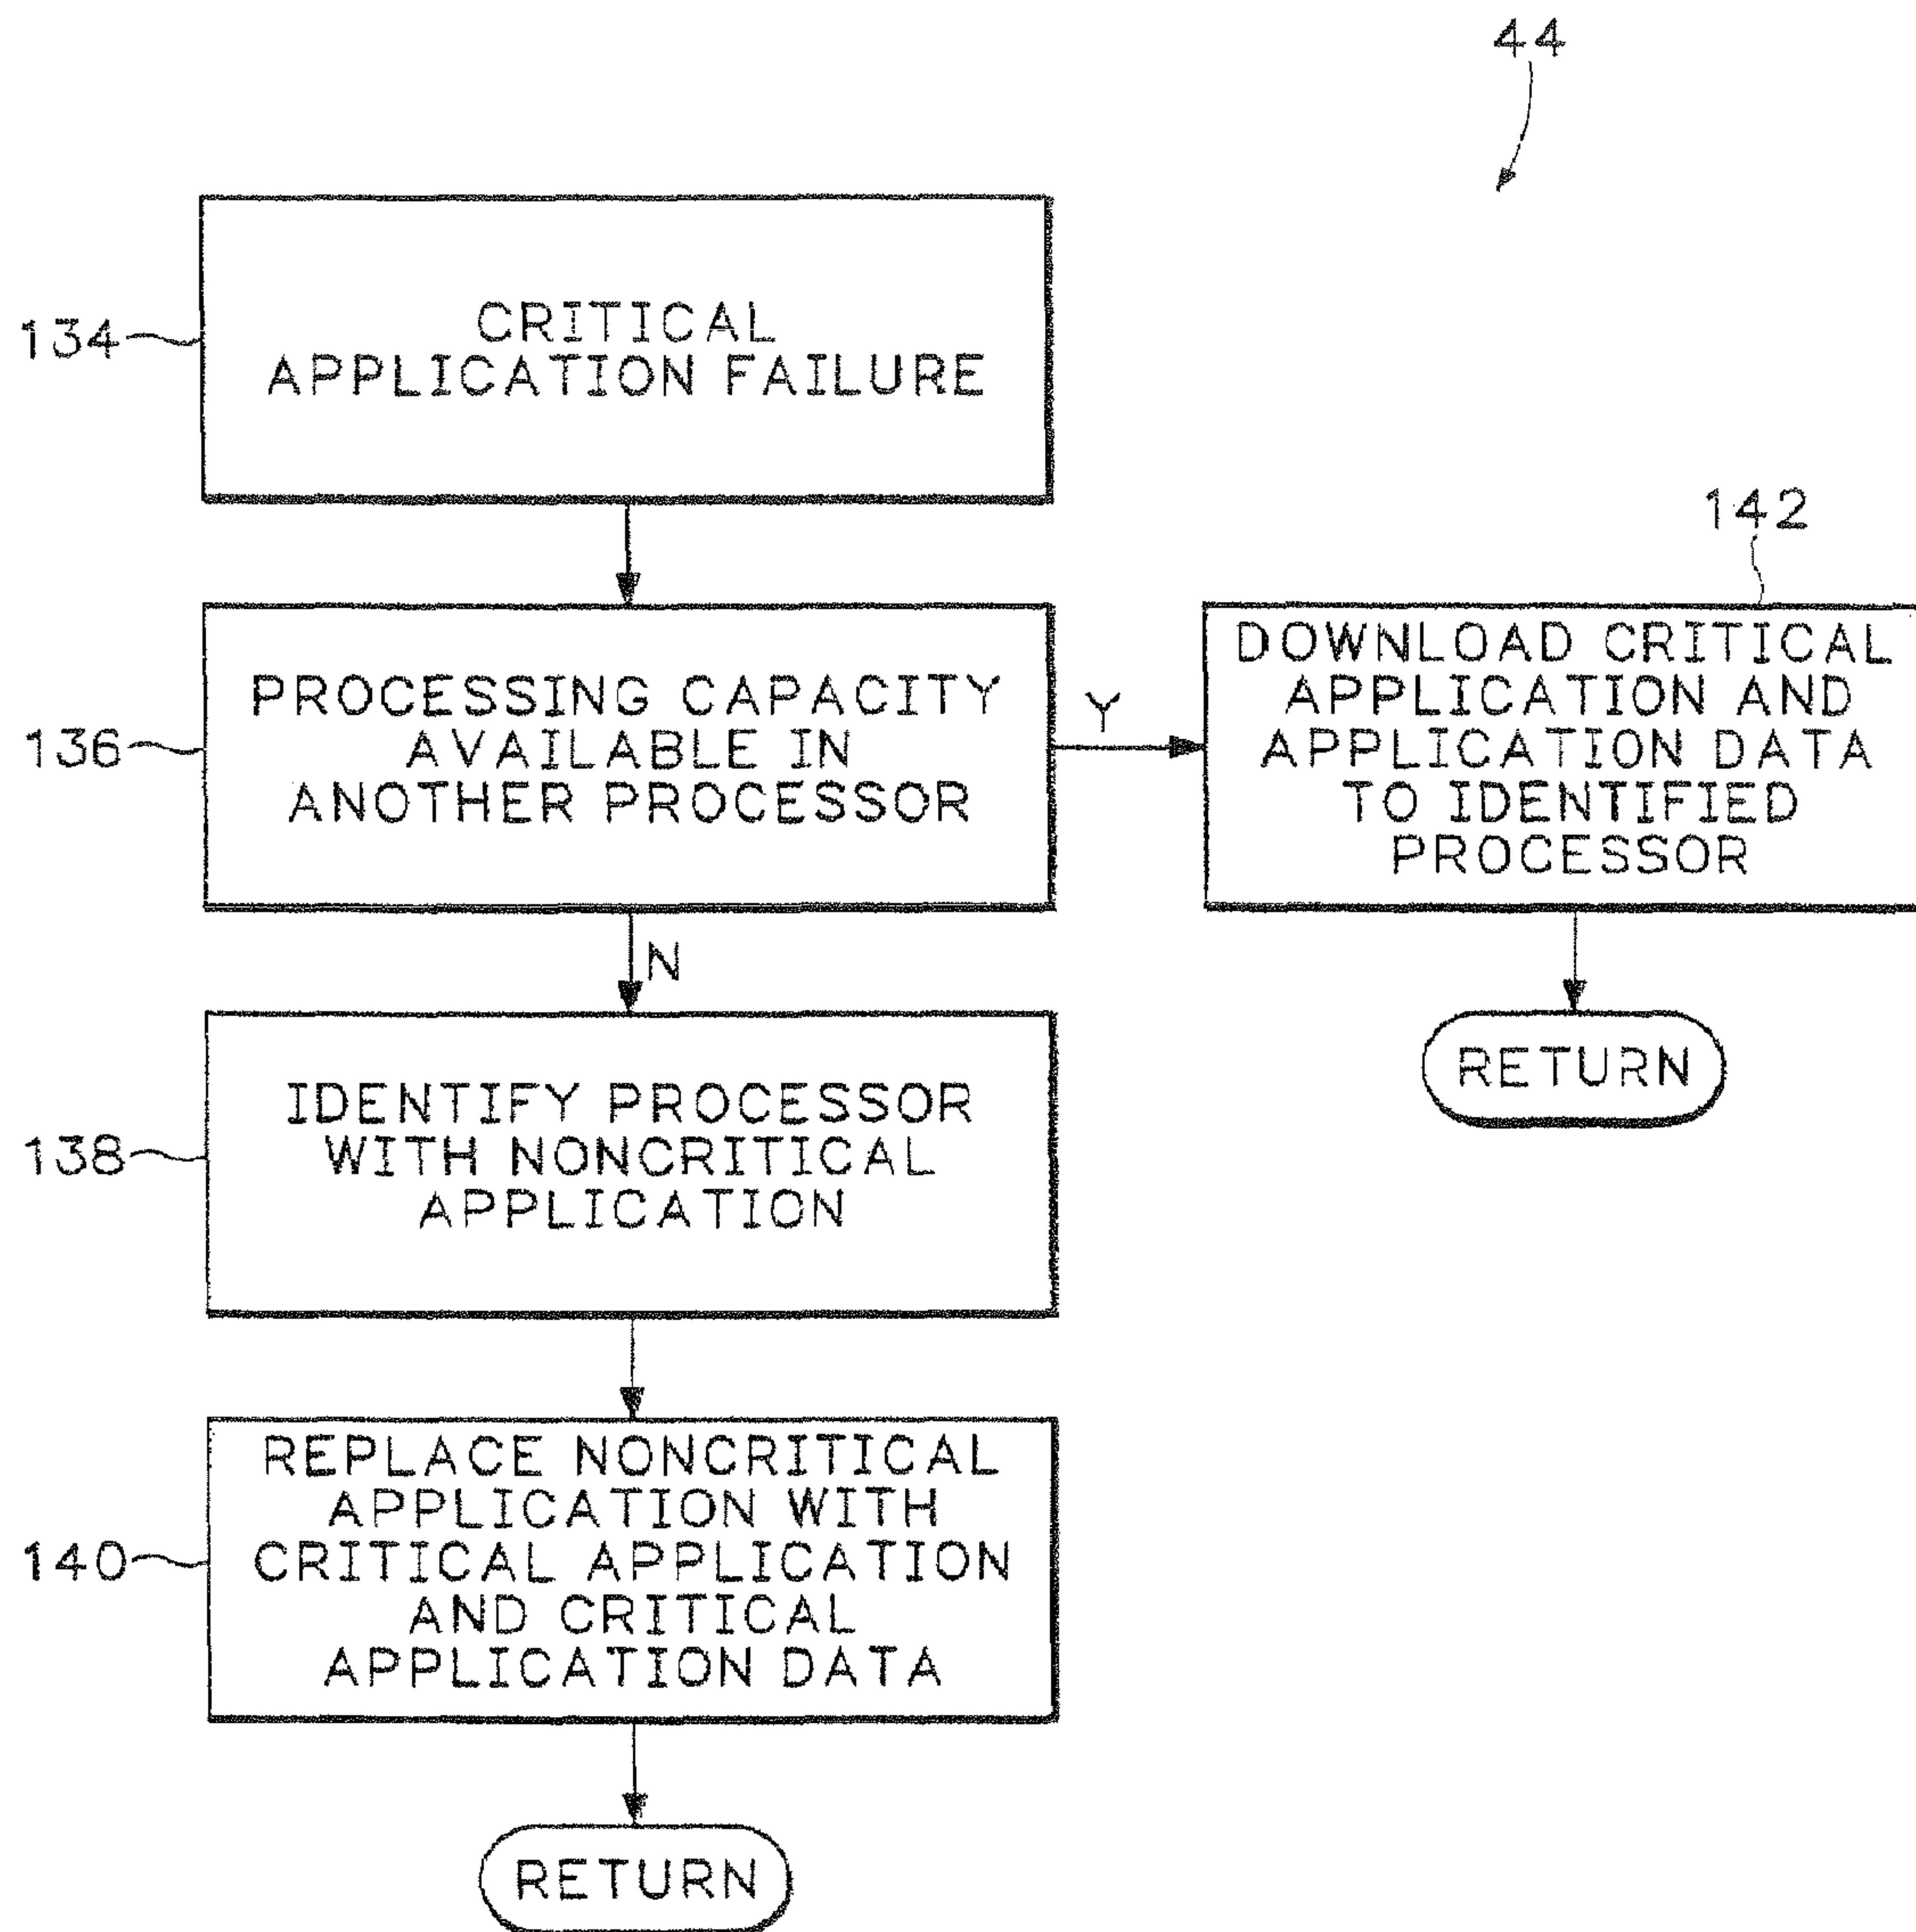 44
134
CRITICAL
APPLICATION FAILURE
136
PROCESSING CAPACITY
AVAILABLE IN
ANOTHER PROCESSOR
Y
142
DOWNLOAD CRITICAL
APPLICATION AND
APPLICATION DATA
TO IDENTIFIED
PROCESSOR
RETURN
N
138
IDENTIFY PROCESSOR
WITH NONCRITICAL
APPLICATION
140
REPLACE NONCRITICAL
APPLICATION WITH
CRITICAL APPLICATION
AND CRITICAL
APPLICATION DATA
RETURN